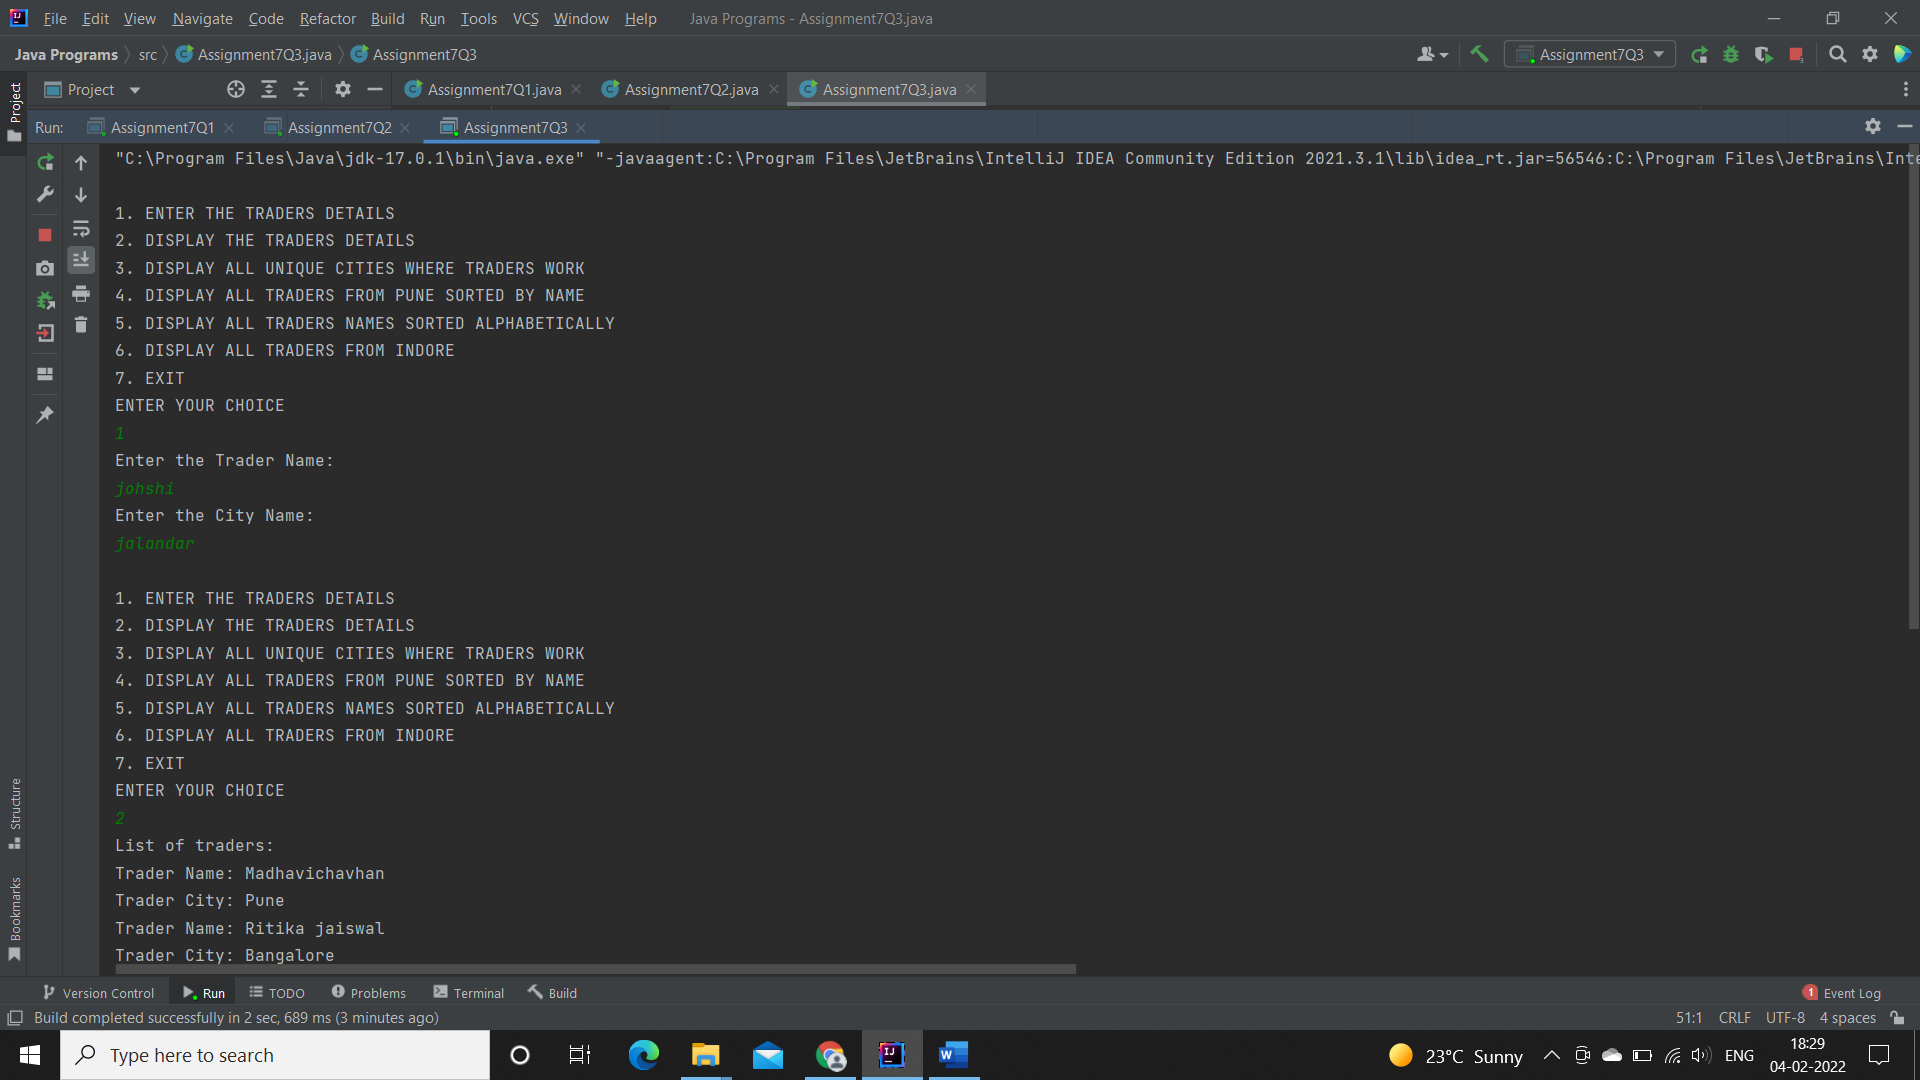 File Edit View Navigate Code Refactor Build Run Tools VCS Window Help Java Programs - Assignment7Q3.java
Java Programs src Assignment7Q3.java Assignment7Q3 Assignment7Q3
Project Project Assignment7Q1.java Assignment7Q2.java Assignment7Q3.java
Run: Assignment7Q1 Assignment7Q2 Assignment7Q3
"C:\Program Files\Java\jdk-17.0.1\bin\java.exe" "-javaagent:C:\Program Files\JetBrains\IntelliJ IDEA Community Edition 2021.3.1\lib\idea_rt.jar=56546:C:\Program Files\JetBrains\Inte
1. ENTER THE TRADERS DETAILS
2. DISPLAY THE TRADERS DETAILS
3. DISPLAY ALL UNIQUE CITIES WHERE TRADERS WORK
4. DISPLAY ALL TRADERS FROM PUNE SORTED BY NAME
5. DISPLAY ALL TRADERS NAMES SORTED ALPHABETICALLY
6. DISPLAY ALL TRADERS FROM INDORE
7. EXIT
ENTER YOUR CHOICE
1
Enter the Trader Name:
johshi
Enter the City Name:
jalandar
1. ENTER THE TRADERS DETAILS
2. DISPLAY THE TRADERS DETAILS
3. DISPLAY ALL UNIQUE CITIES WHERE TRADERS WORK
4. DISPLAY ALL TRADERS FROM PUNE SORTED BY NAME
5. DISPLAY ALL TRADERS NAMES SORTED ALPHABETICALLY
6. DISPLAY ALL TRADERS FROM INDORE
7. EXIT
ENTER YOUR CHOICE
2
List of traders:
Trader Name: Madhavichavhan
Trader City: Pune
Trader Name: Ritika jaiswal
Trader City: Bangalore
Structure
Bookmarks
Version Control Run TODO Problems Terminal Build 1 Event Log
Build completed successfully in 2 sec, 689 ms (3 minutes ago) 51:1 CRLF UTF-8 4 spaces
Type here to search 23°C Sunny ENG 18:29
04-02-2022